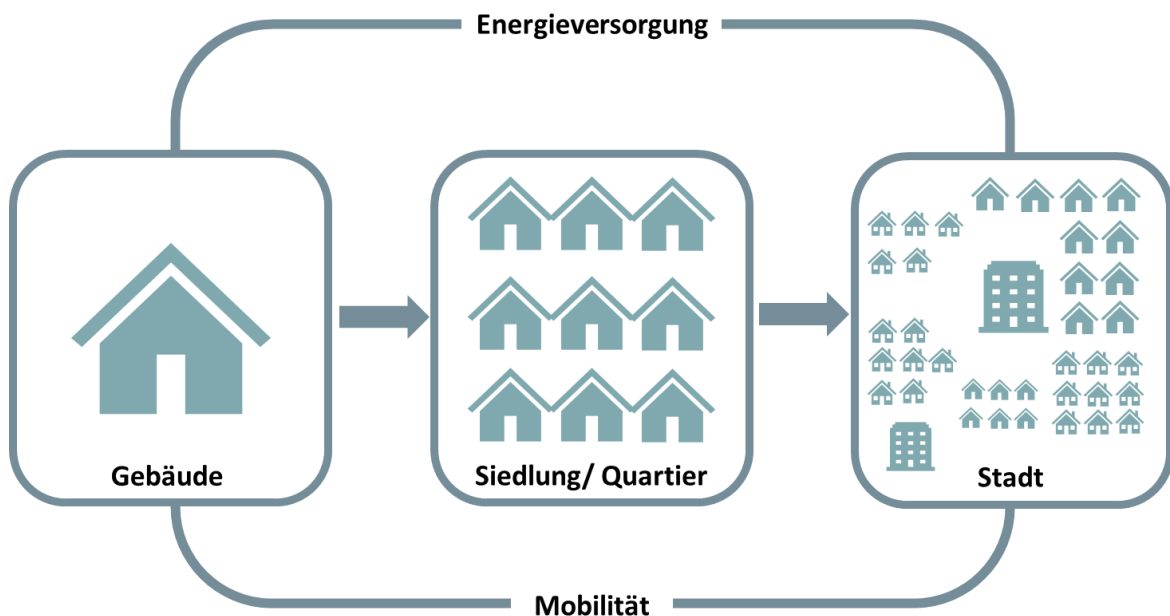 Energieversorgung
Gebäude
Siedlung/ Quartier
Stadt
Mobilität